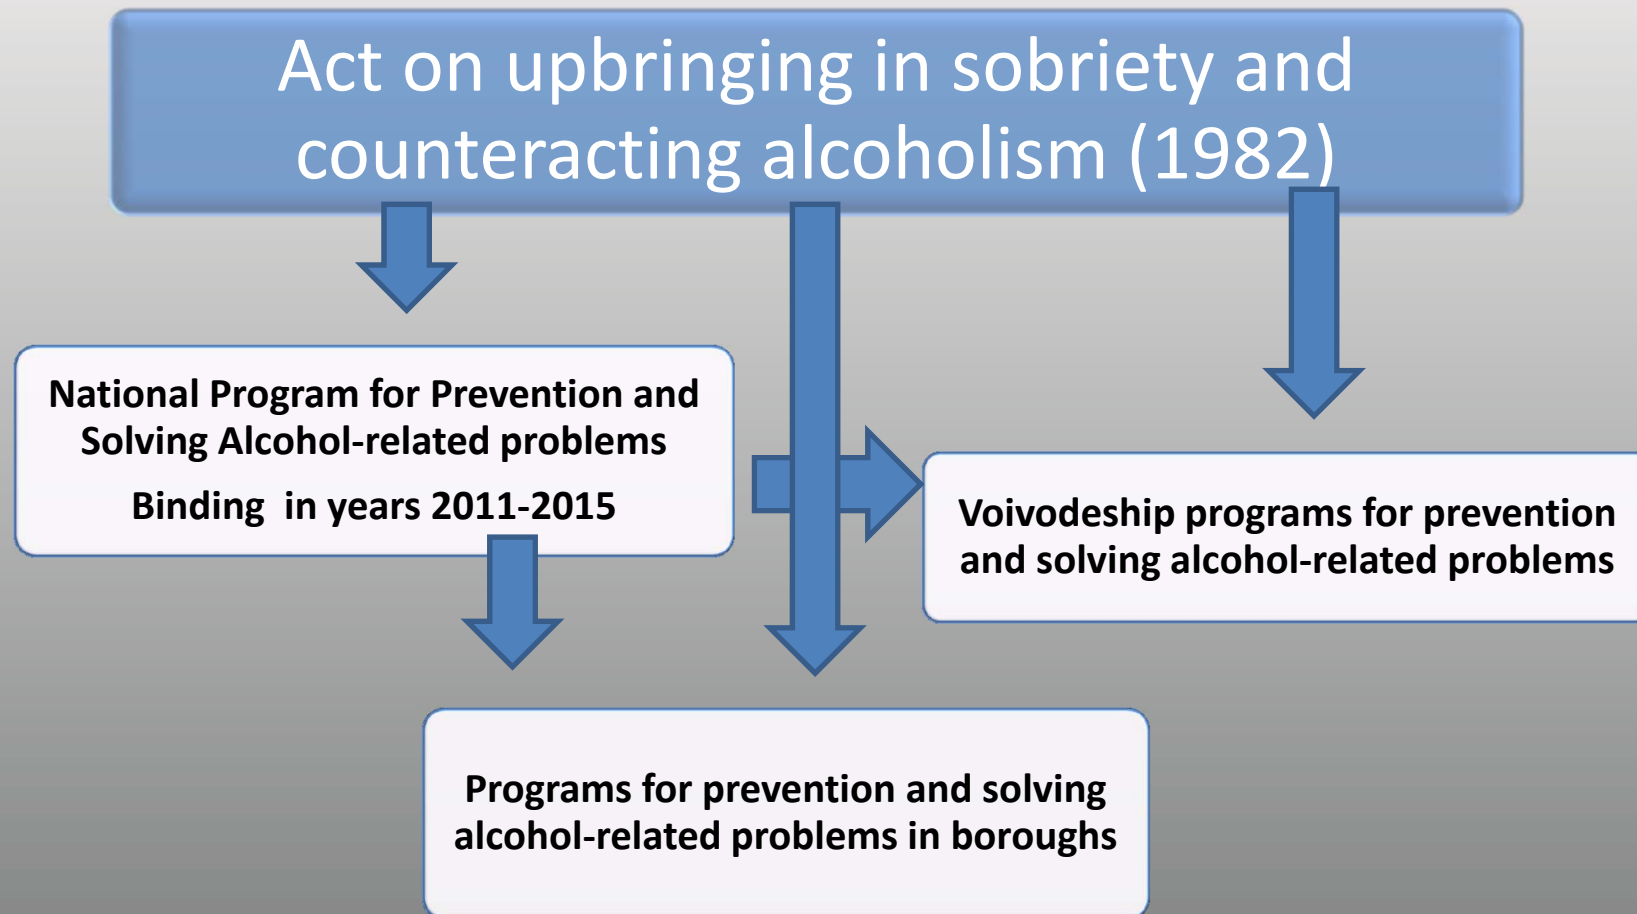 Act on upbringing in sobriety and
counteracting alcoholism (1982)
National Program for Prevention and
Solving Alcohol-related problems
Binding in years 2011-2015
Voivodeship programs for prevention
and solving alcohol-related problems
Programs for prevention and solving
alcohol-related problems in boroughs